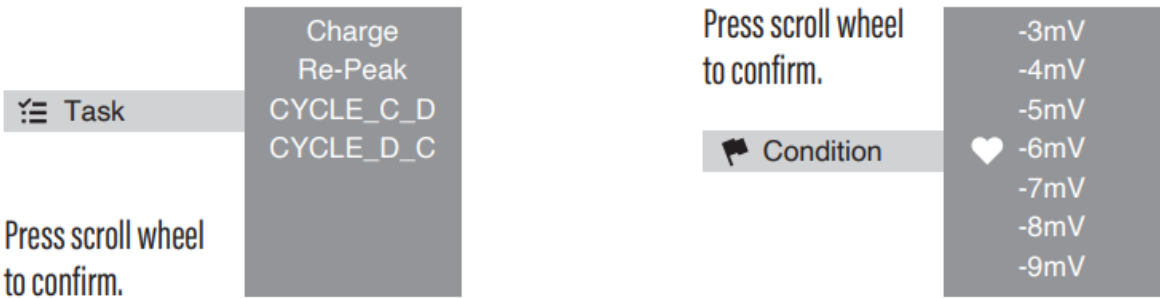 Task
Charge
Re-Peak
CYCLE_C_D
CYCLE_D_C
Press scroll wheel
to confirm.
Press scroll wheel
to confirm.
Condition
-3mV
-4mV
-5mV
-6mV
-7mV
-8mV
-9mV